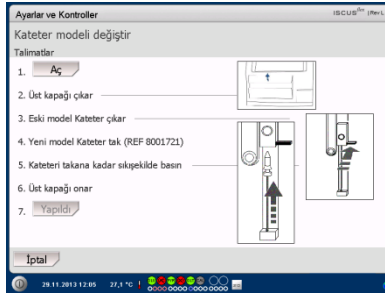 Ayarlar ve Kontroller
Kateter modeli değiştir
Talimatlar
1. Aç
2. Üst kapağı çıkar
3. Eski model Kateter çıkar
4. Yeni model Kateter tak (REF 8001721)
5. Kateteri takana kadar sıkışekilde basın
6. Üst kapağı onar
7. Yapıldı
İptal
29.11.2013 12:05 27,1 °C